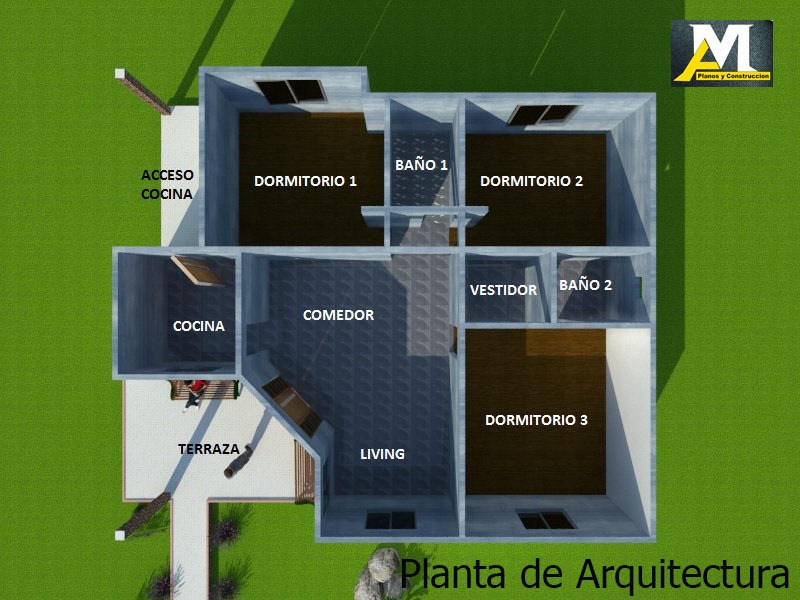 MA
Planos y Construccion
ACCESO
COCINA
DORMITORIO 1
BAÑO 1
DORMITORIO 2
COCINA
COMEDOR
VESTIDOR
BAÑO 2
TERRAZA
LIVING
DORMITORIO 3
Planta de Arquitectura